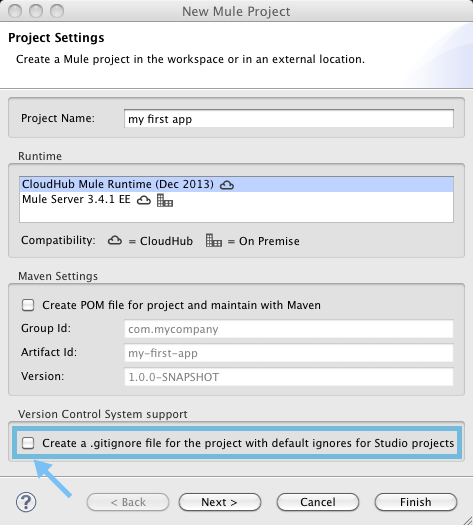 New Mule Project
Project Settings
Create a Mule project in the workspace or in an external location.
Project Name: my first app
Runtime
CloudHub Mule Runtime (Dec 2013)
Mule Server 3.4.1 EE
Compatibility: = CloudHub = On Premise
Maven Settings
Create POM file for project and maintain with Maven
Group Id: com.mycompany
Artifact Id: my-first-app
Version: 1.0.0-SNAPSHOT
Version Control System support
Create a .gitignore file for the project with default ignores for Studio projects
? < Back Next > Cancel Finish